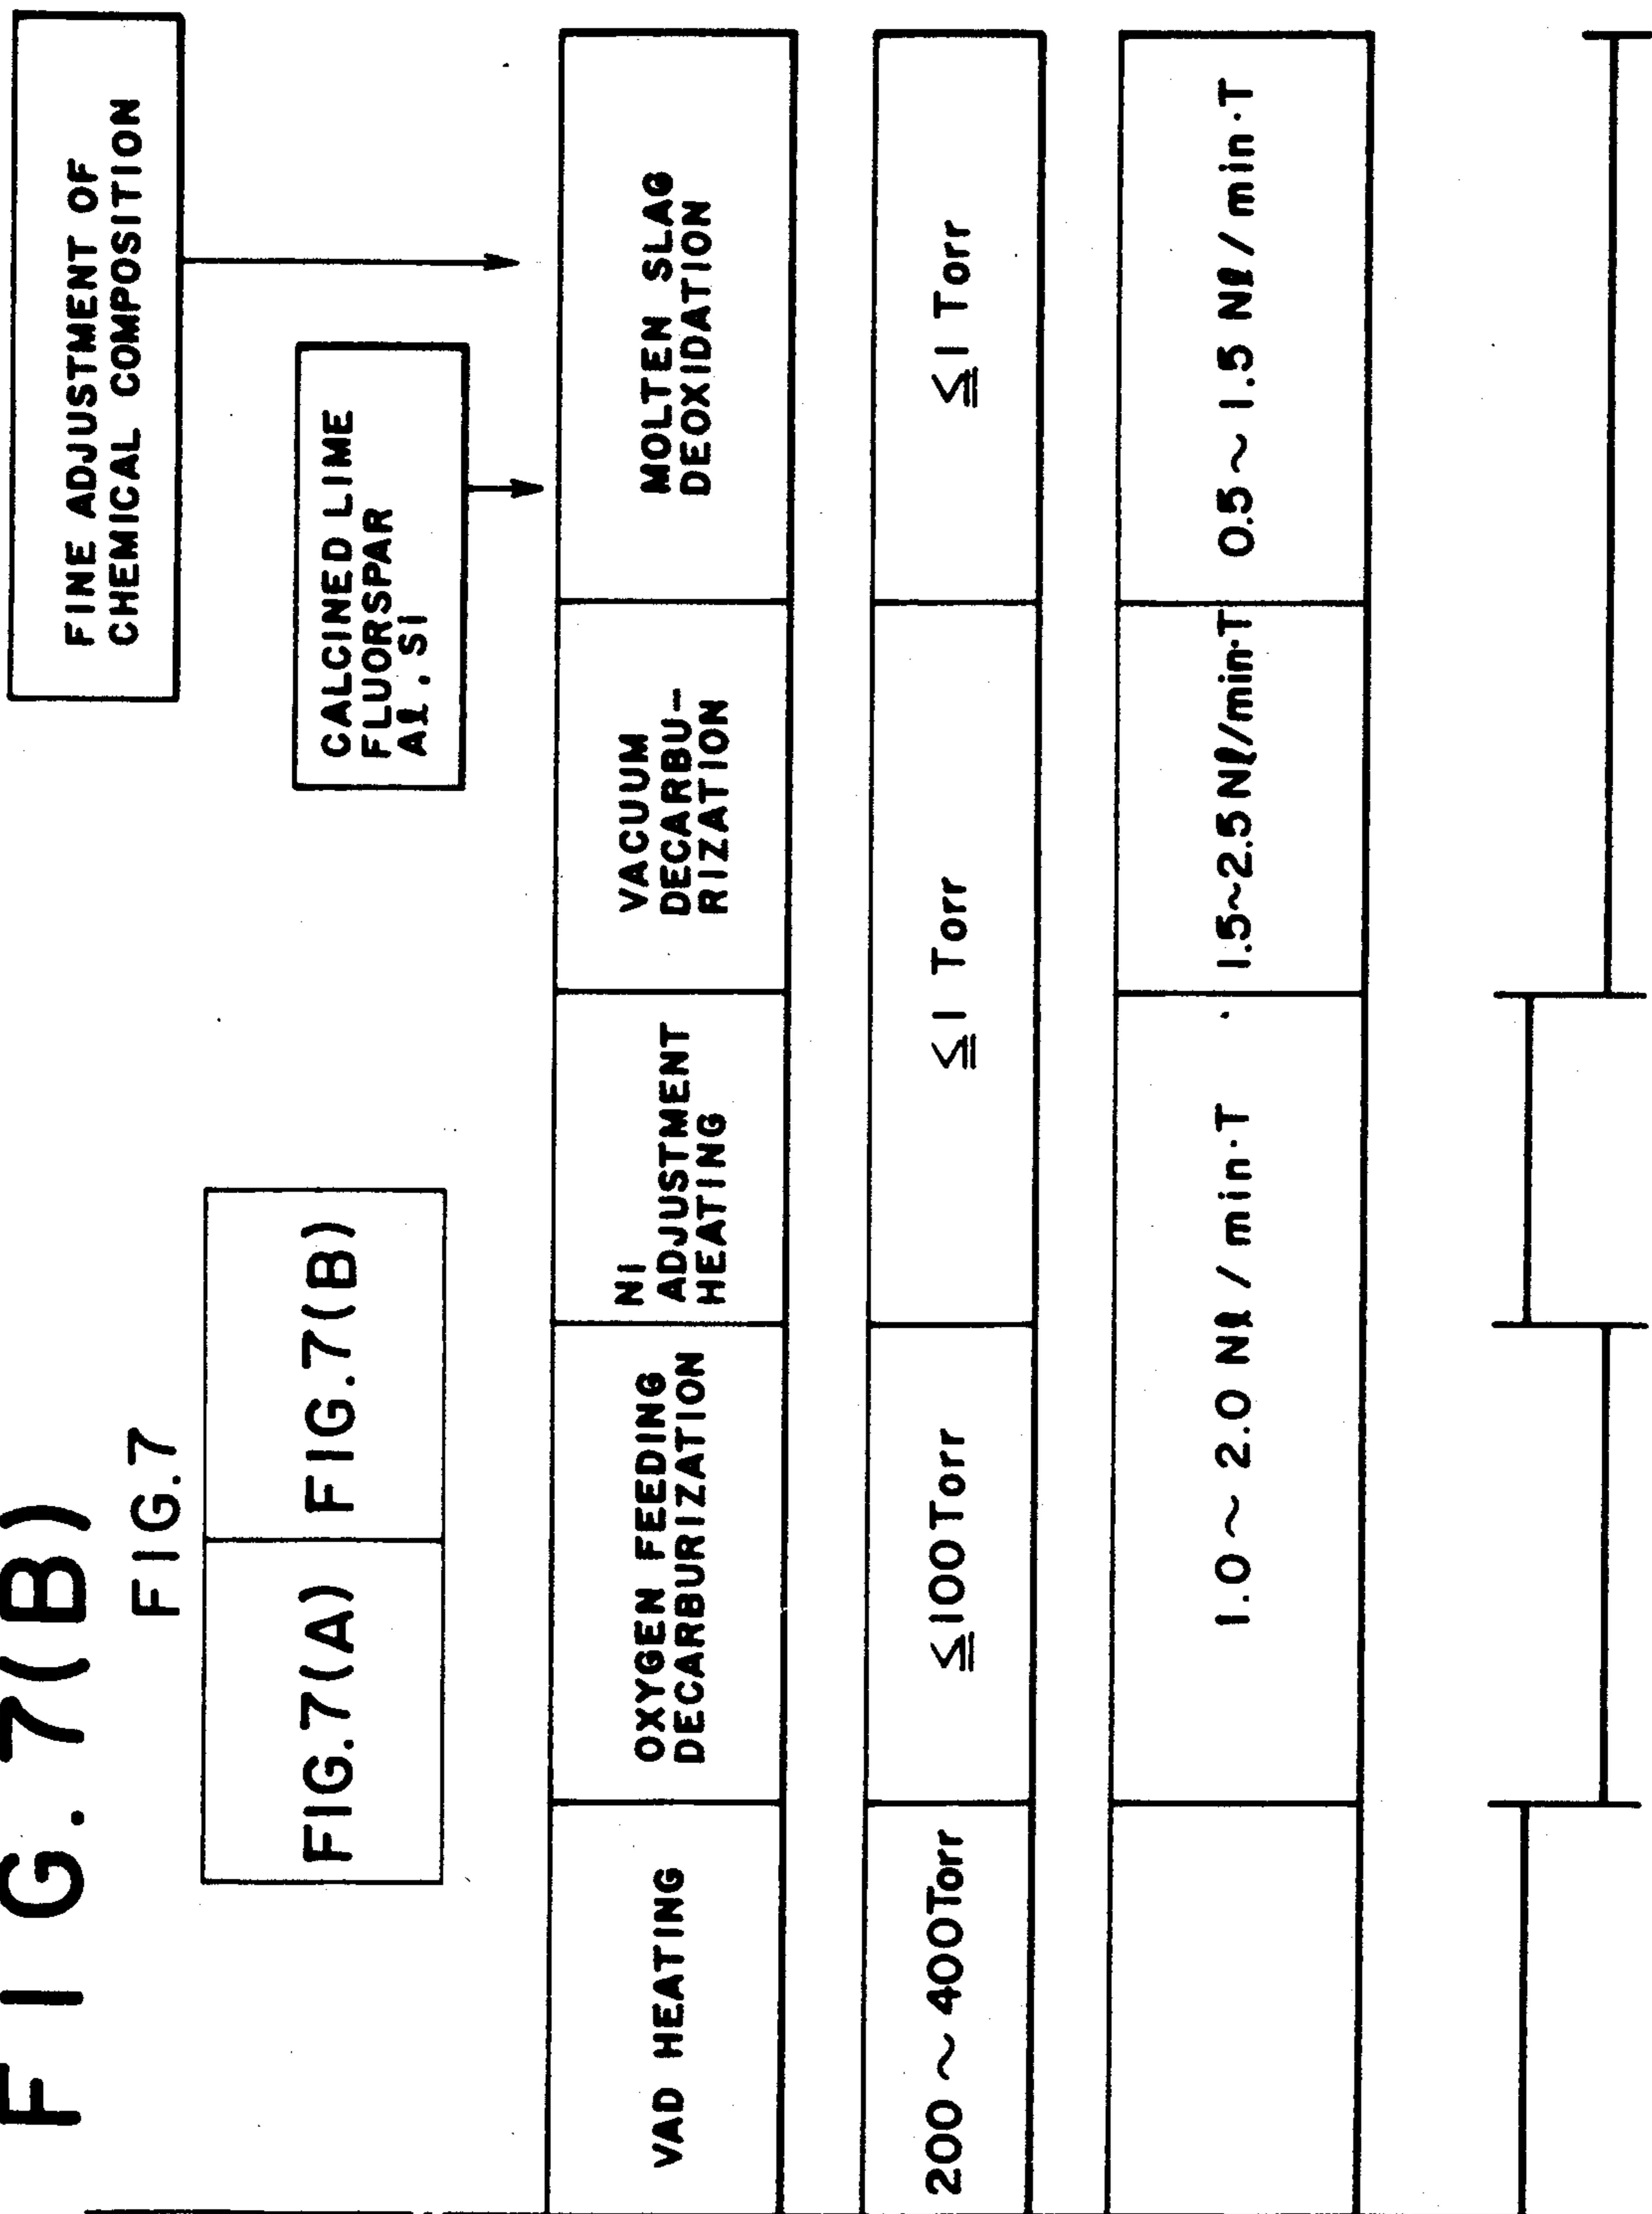 FIG. 7(B)
FIG.7
FIG.7(A)
FIG.7(B)
FINE ADJUSTMENT OF
CHEMICAL COMPOSITION
CALCINED LIME
FLUORSPAR
Aℓ. SI
VAD HEATING
OXYGEN FEEDING
DECARBURIZATION
NI
ADJUSTMENT
HEATING
VACUUM
DECARBU-
RIZATION
MOLTEN SLAG
DEOXIDATION
200 ~ 400Torr
≦100Torr
≦1 Torr
≦1 Torr
1.0 ~ 2.0 Nℓ / min·T
1.5~2.5Nℓ/min·T
0.5 ~ 1.5 Nℓ / min·T